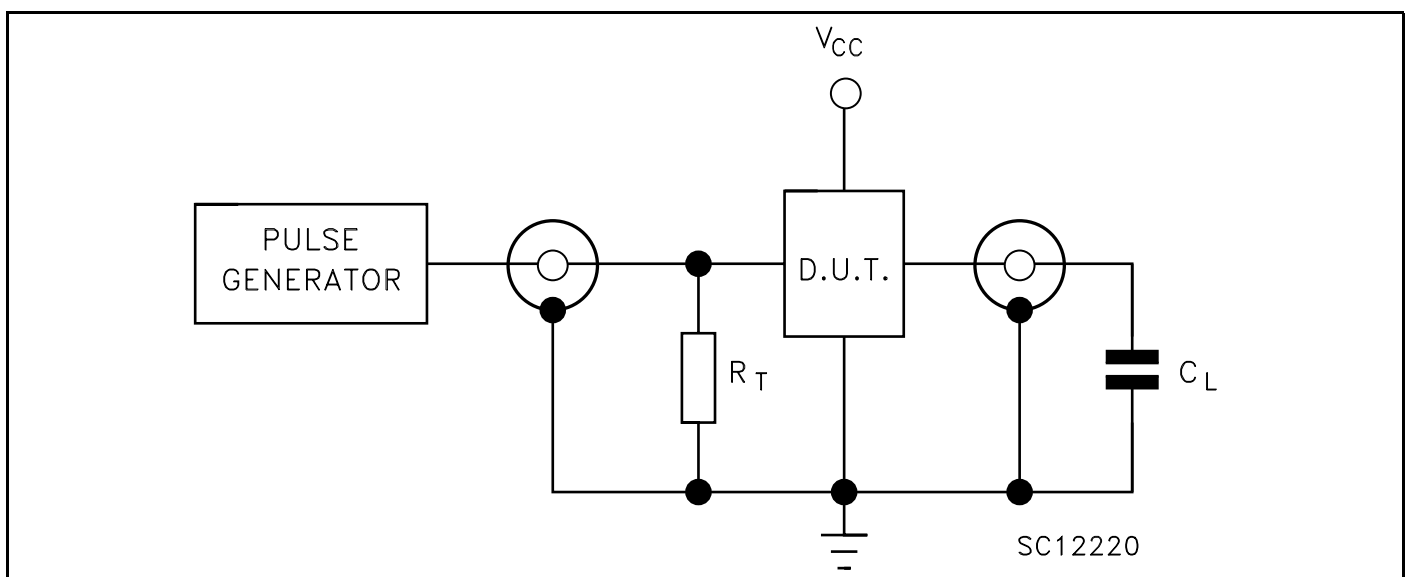 VCC
PULSE
GENERATOR
D.U.T.
RT
CL
SC12220